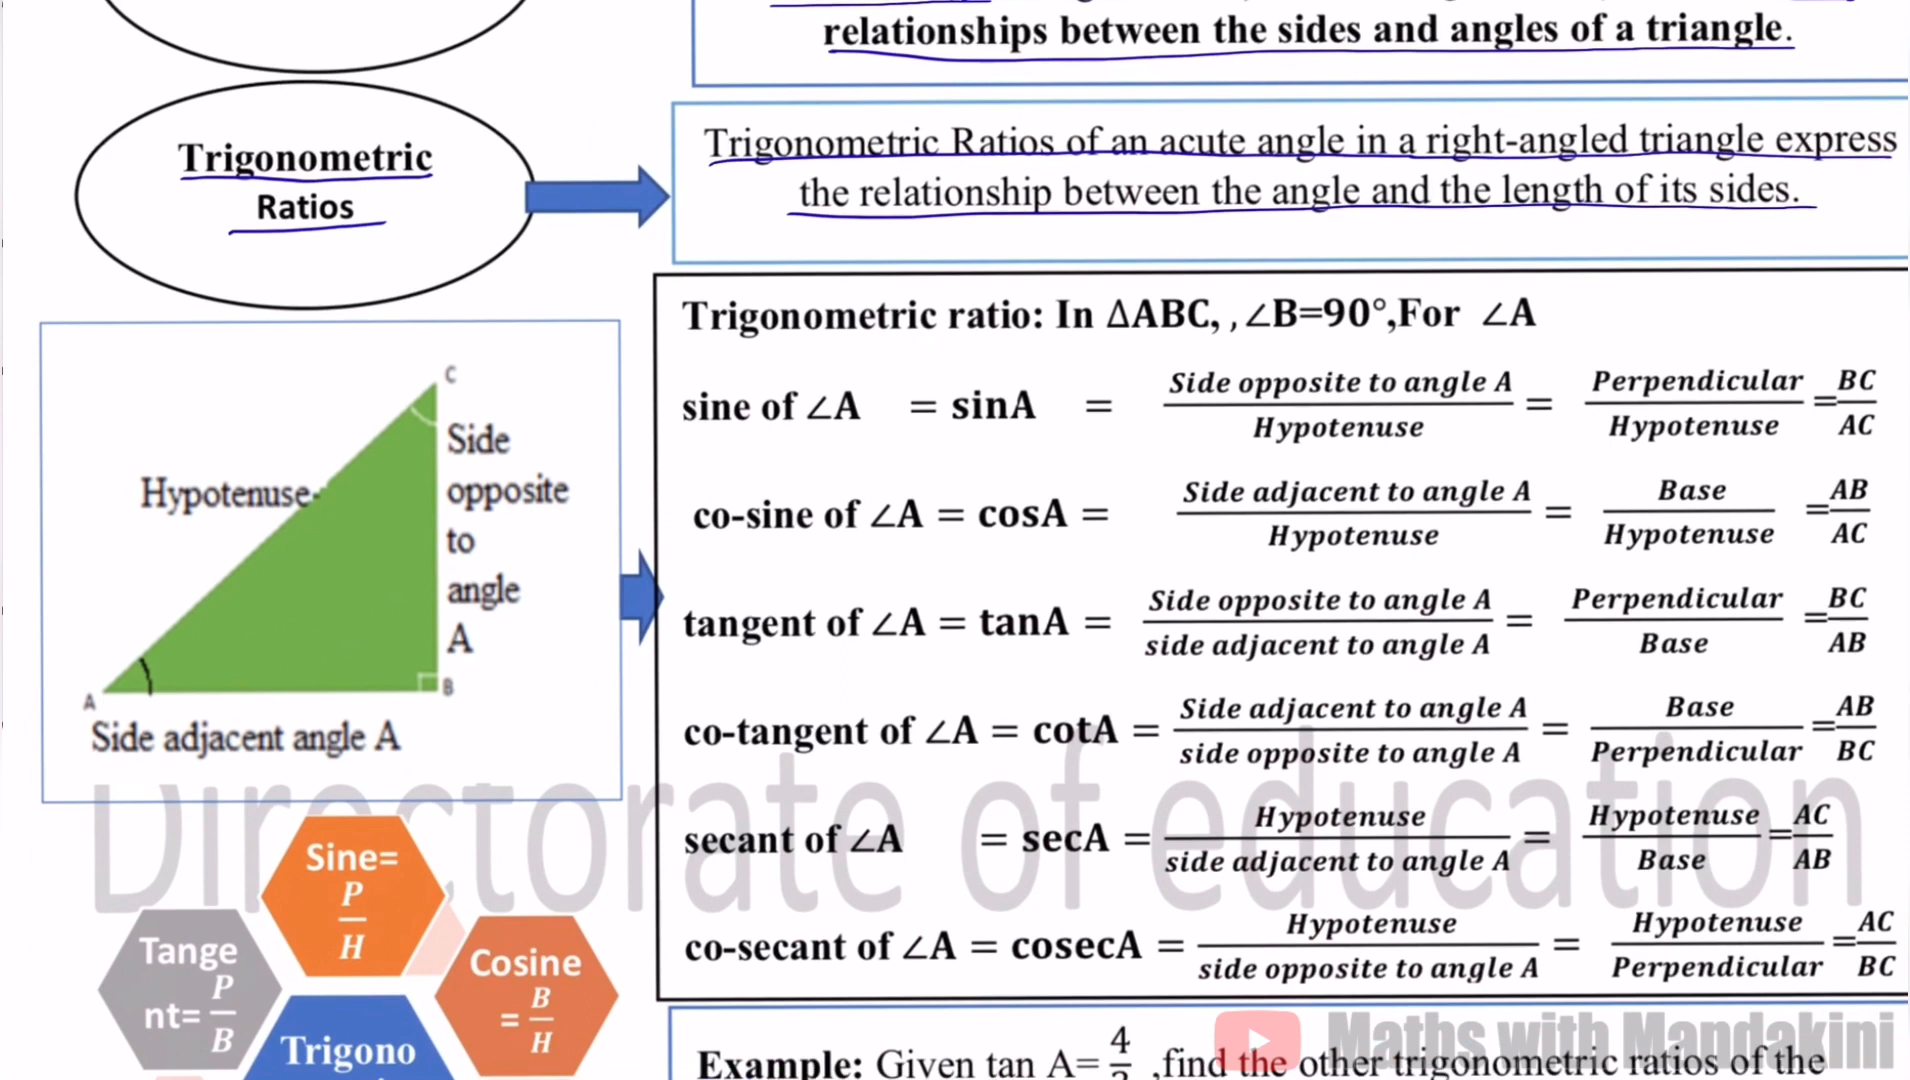 relationships between the sides and angles of a triangle.
Trigonometric
Ratios
Trigonometric Ratios of an acute angle in a right-angled triangle express
the relationship between the angle and the length of its sides.
Trigonometric ratio: In ΔABC, , ∠B=90°,For ∠A
sine of ∠A = sinA = Side opposite to angle A / Hypotenuse = Perpendicular / Hypotenuse = BC / AC
co-sine of ∠A = cosA = Side adjacent to angle A / Hypotenuse = Base / Hypotenuse = AB / AC
tangent of ∠A = tanA = Side opposite to angle A / side adjacent to angle A = Perpendicular / Base = BC / AB
co-tangent of ∠A = cotA = Side adjacent to angle A / side opposite to angle A = Base / Perpendicular = AB / BC
secant of ∠A = secA = Hypotenuse / side adjacent to angle A = Hypotenuse / Base = AC / AB
co-secant of ∠A = cosecA = Hypotenuse / side opposite to angle A = Hypotenuse / Perpendicular = AC / BC
C
Hypotenuse
Side
opposite
to
angle
A
A
B
Side adjacent angle A
Directorate of education
Sine=
P / H
Tange
nt= P / B
Cosine
= B / H
Trigono
Example: Given tan A= 4 / ,find the other trigonometric ratios of the
Maths with Mandakini